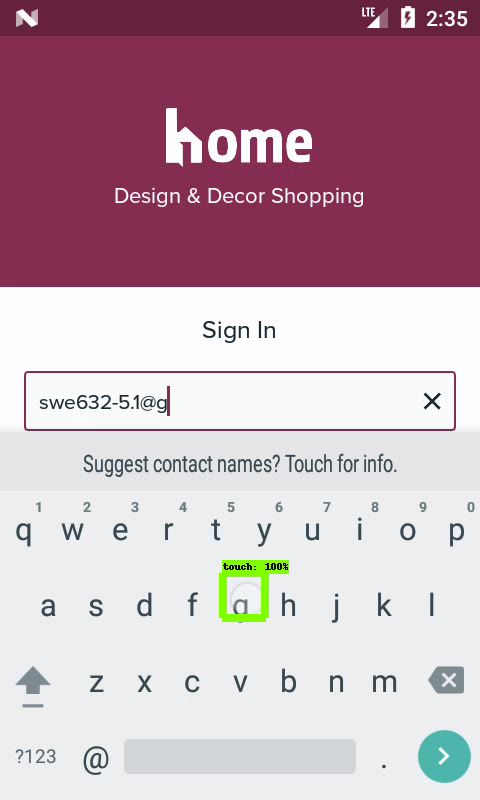 LTE 2:35
home
Design & Decor Shopping
Sign In
swe632-5.1@g
Suggest contact names? Touch for info.
1 2 3 4 5 6 7 8 9 0
q w e r t y u i o p
touch: 100%
a s d f g h j k l
z x c v b n m
?123 @ .